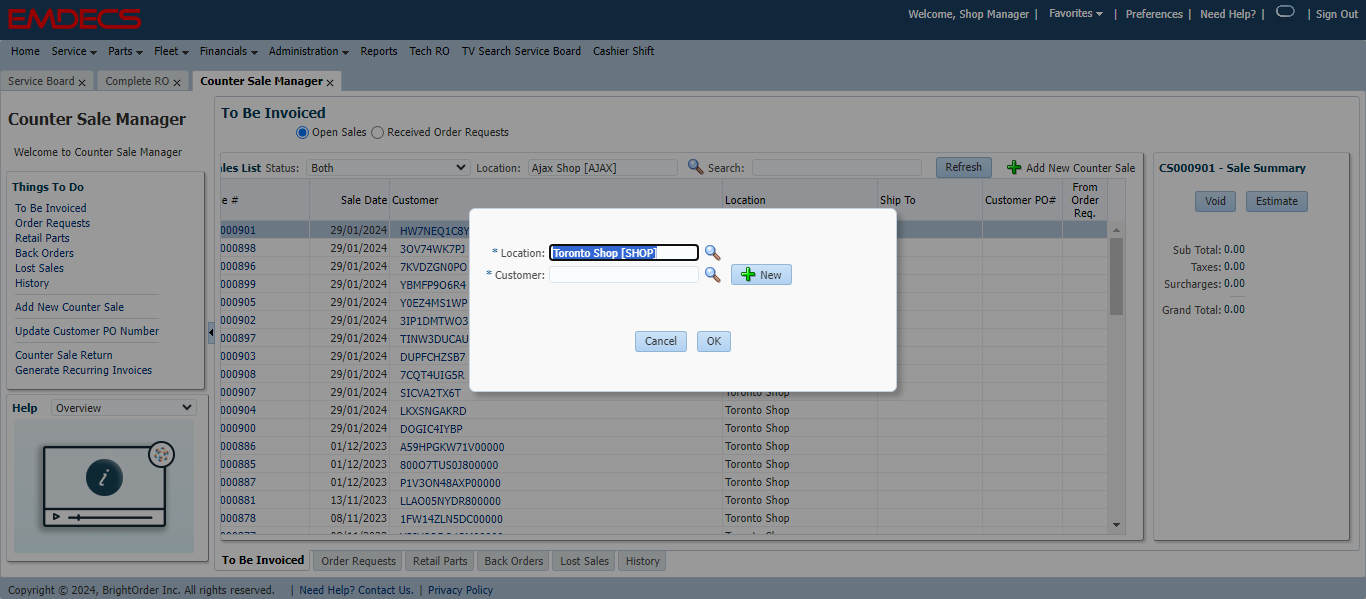 EMDECS
Welcome, Shop Manager | Favorites | Preferences | Need Help? | | Sign Out
Home Service Parts Fleet Financials Administration Reports Tech RO TV Search Service Board Cashier Shift
Service Board x Complete RO x Counter Sale Manager x
Counter Sale Manager
Welcome to Counter Sale Manager
Things To Do
To Be Invoiced
Order Requests
Retail Parts
Back Orders
Lost Sales
History
Add New Counter Sale
Update Customer PO Number
Counter Sale Return
Generate Recurring Invoices
Help Overview
To Be Invoiced
Open Sales Received Order Requests
les List Status: Both Location: Ajax Shop [AJAX] Search: Refresh Add New Counter Sale
e # Sale Date Customer Location Ship To Customer PO# From Order Req.
000901 29/01/2024 HW7NEQ1C8Y
000898 29/01/2024 3OV74WK7PJ
000896 29/01/2024 7KVDZGN0PO
000899 29/01/2024 YBMFP9O6R4
000905 29/01/2024 Y0EZ4MS1WP
000902 29/01/2024 3IP1DMTWO3
000897 29/01/2024 TINW3DUCAU
000903 29/01/2024 DUPFCHZSB7
000908 29/01/2024 7CQT4UIG5R
000907 29/01/2024 SICVA2TX6T Toronto Shop
000904 29/01/2024 LKXSNGAKRD Toronto Shop
000900 29/01/2024 DOGIC4IYBP Toronto Shop
000886 01/12/2023 A59HPGKW71V00000 Toronto Shop
000885 01/12/2023 800O7TUS0J800000 Toronto Shop
000887 01/12/2023 P1V3ON48AXP00000 Toronto Shop
000881 13/11/2023 LLAO05NYDR800000 Toronto Shop
000878 08/11/2023 1FW14ZLN5DC00000 Toronto Shop
* Location: Toronto Shop [SHOP]
* Customer: New
Cancel OK
CS000901 - Sale Summary
Void Estimate
Sub Total: 0.00
Taxes: 0.00
Surcharges: 0.00
Grand Total: 0.00
To Be Invoiced Order Requests Retail Parts Back Orders Lost Sales History
Copyright © 2024, BrightOrder Inc. All rights reserved. | Need Help? Contact Us. | Privacy Policy